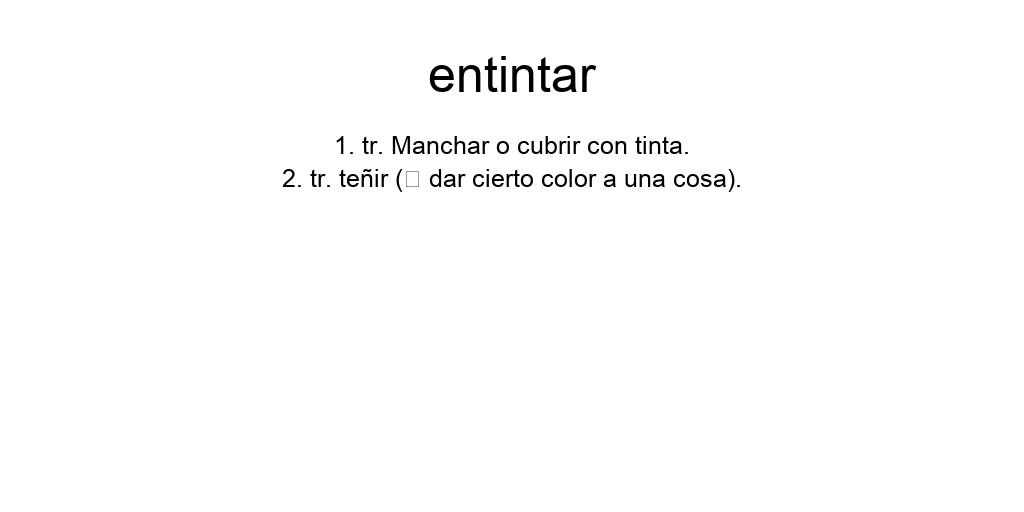 entintar
1. tr. Manchar o cubrir con tinta.
2. tr. teñir (□ dar cierto color a una cosa).